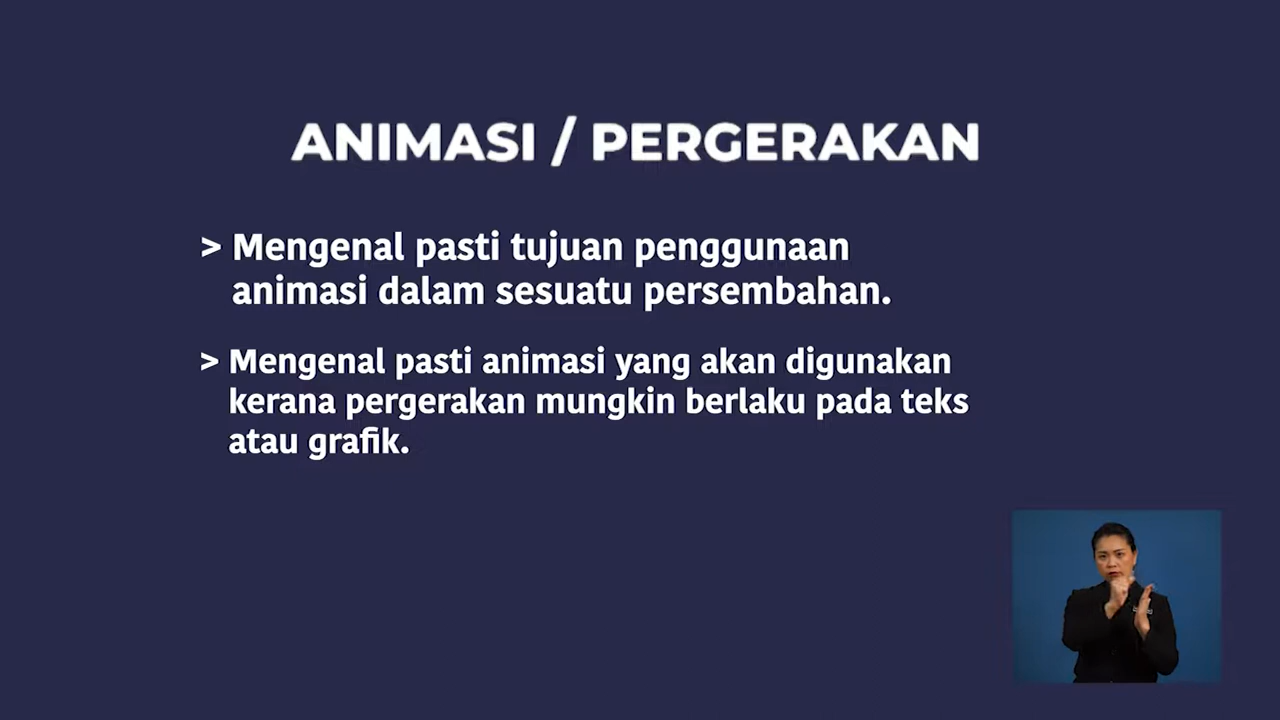 ANIMASI / PERGERAKAN
> Mengenal pasti tujuan penggunaan
animasi dalam sesuatu persembahan.
> Mengenal pasti animasi yang akan digunakan
kerana pergerakan mungkin berlaku pada teks
atau grafik.